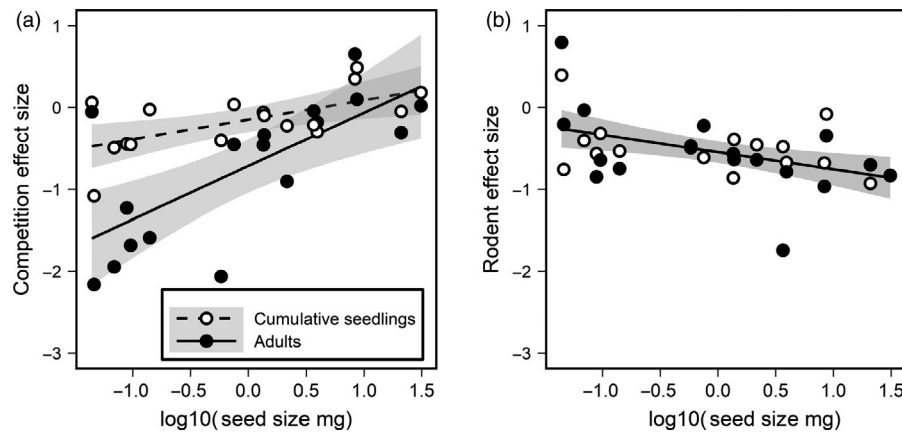 (a)
Competition effect size
1
0
−1
−2
−3
Cumulative seedlings
Adults
−1.0
−0.5
0.0
0.5
1.0
1.5
log10(seed size mg)
(b)
Rodent effect size
1
0
−1
−2
−3
−1.0
−0.5
0.0
0.5
1.0
1.5
log10(seed size mg)